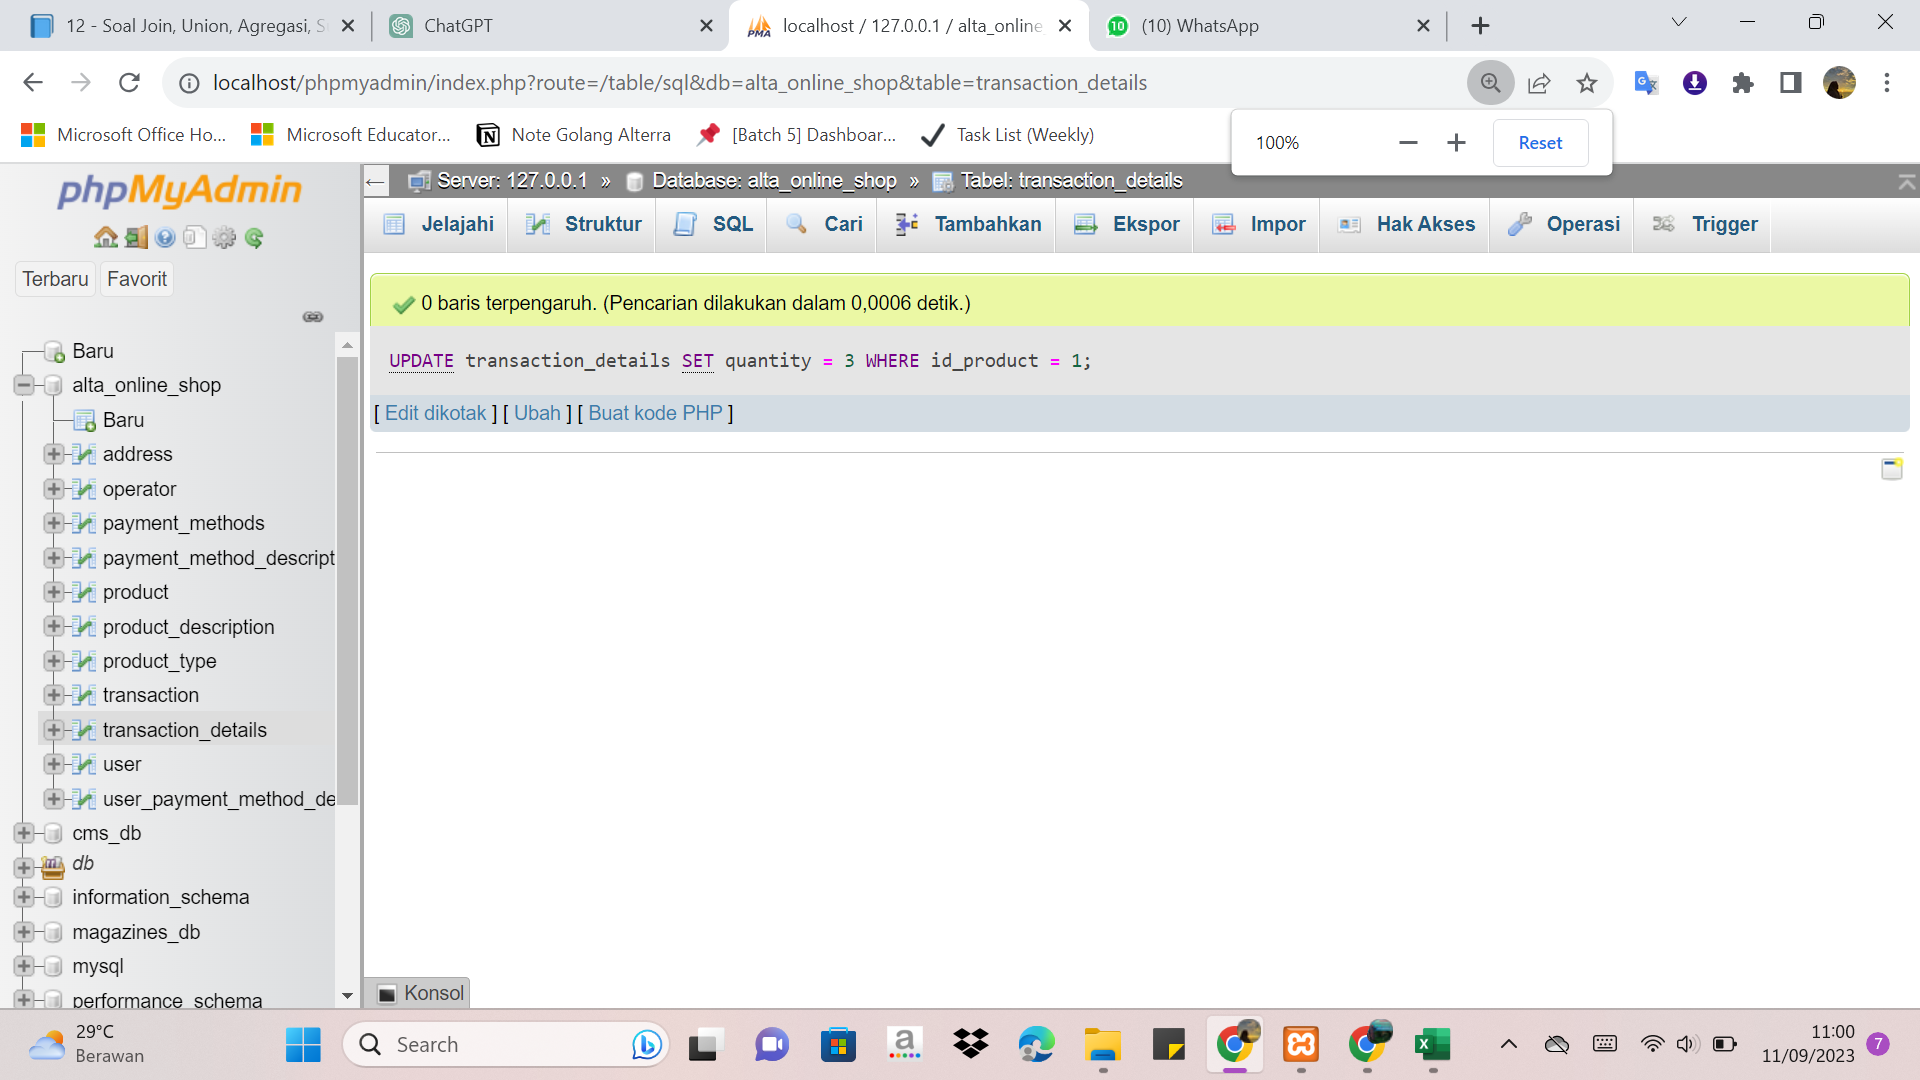 12 - Soal Join, Union, Agregasi, S
ChatGPT
localhost / 127.0.0.1 / alta_online
(10) WhatsApp
localhost/phpmyadmin/index.php?route=/table/sql&db=alta_online_shop&table=transaction_details
Microsoft Office Ho...
Microsoft Educator...
Note Golang Alterra
[Batch 5] Dashboar...
Task List (Weekly)
100%
Reset
phpMyAdmin
Terbaru
Favorit
Baru
alta_online_shop
Baru
address
operator
payment_methods
payment_method_descript
product
product_description
product_type
transaction
transaction_details
user
user_payment_method_de
cms_db
db
information_schema
magazines_db
mysql
performance_schema
Server: 127.0.0.1 » Database: alta_online_shop » Tabel: transaction_details
Jelajahi
Struktur
SQL
Cari
Tambahkan
Ekspor
Impor
Hak Akses
Operasi
Trigger
0 baris terpengaruh. (Pencarian dilakukan dalam 0,0006 detik.)
UPDATE transaction_details SET quantity = 3 WHERE id_product = 1;
[ Edit dikotak ] [ Ubah ] [ Buat kode PHP ]
Konsol
29°C
Berawan
Search
11:00
11/09/2023
7